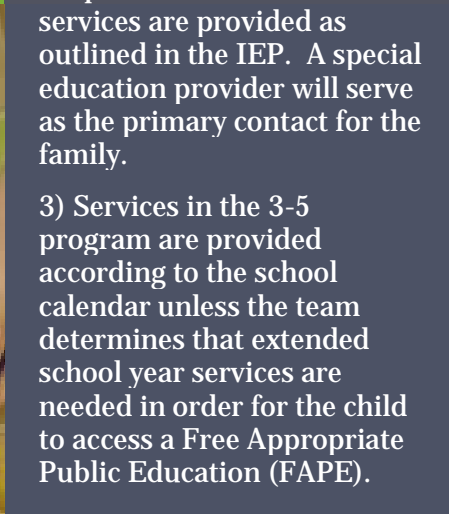 services are provided as
outlined in the IEP.  A special
education provider will serve
as the primary contact for the
family.
3) Services in the 3-5
program are provided
according to the school
calendar unless the team
determines that extended
school year services are
needed in order for the child
to access a Free Appropriate
Public Education (FAPE).